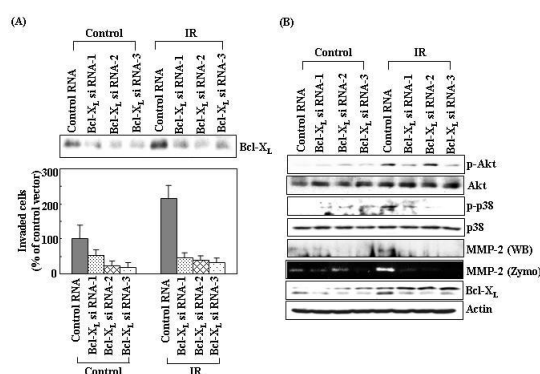 (A)
Control
IR
Control RNA
Bcl-XL si RNA-1
Bcl-XL si RNA-2
Bcl-XL si RNA-3
Control RNA
Bcl-XL si RNA-1
Bcl-XL si RNA-2
Bcl-XL si RNA-3
Bcl-XL
Invaded cells
(% of control vector)
300
200
100
0
Control RNA
Bcl-XL si RNA-1
Bcl-XL si RNA-2
Bcl-XL si RNA-3
Control RNA
Bcl-XL si RNA-1
Bcl-XL si RNA-2
Bcl-XL si RNA-3
Control
IR
(B)
Control
IR
Control RNA
Bcl-XL si RNA-1
Bcl-XL si RNA-2
Bcl-XL si RNA-3
Control RNA
Bcl-XL si RNA-1
Bcl-XL si RNA-2
Bcl-XL si RNA-3
p-Akt
Akt
p-p38
p38
MMP-2 (WB)
MMP-2 (Zymo)
Bcl-XL
Actin